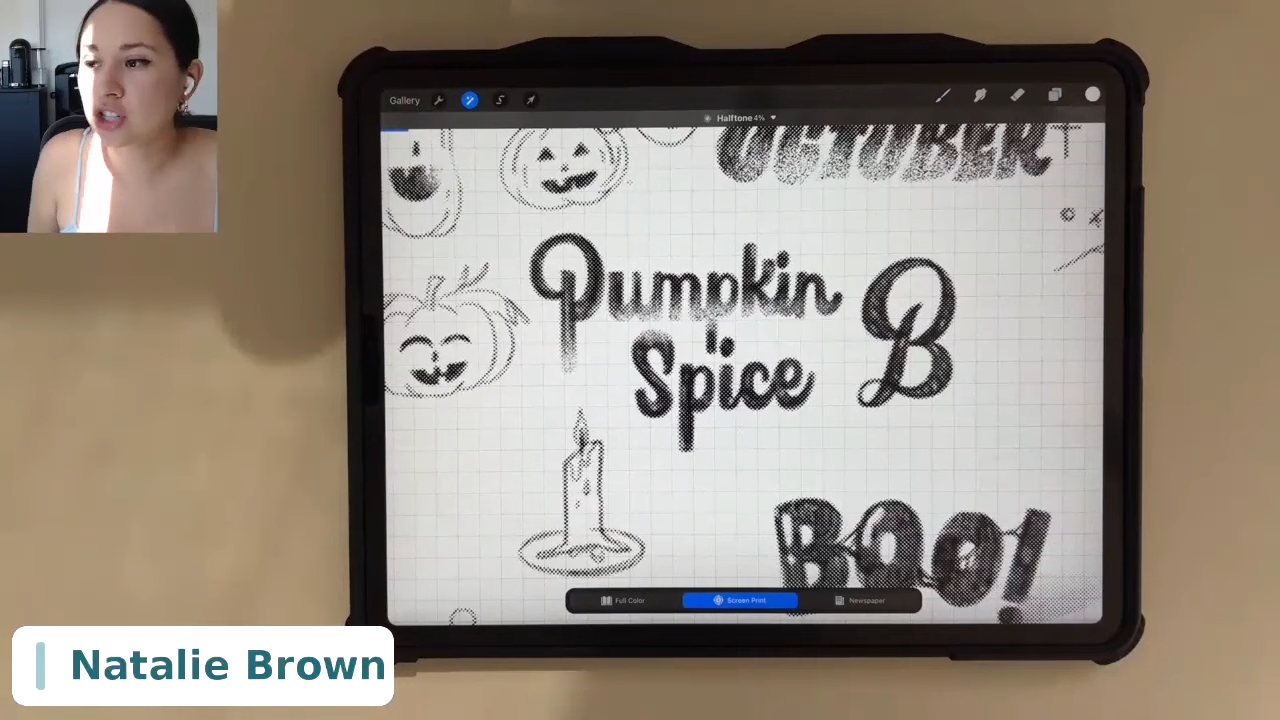 Gallery
Halftone 4%
OCTOBER
Pumpkin
Spice
B
BOO!
Full Color
Screen Print
Newspaper
Natalie Brown